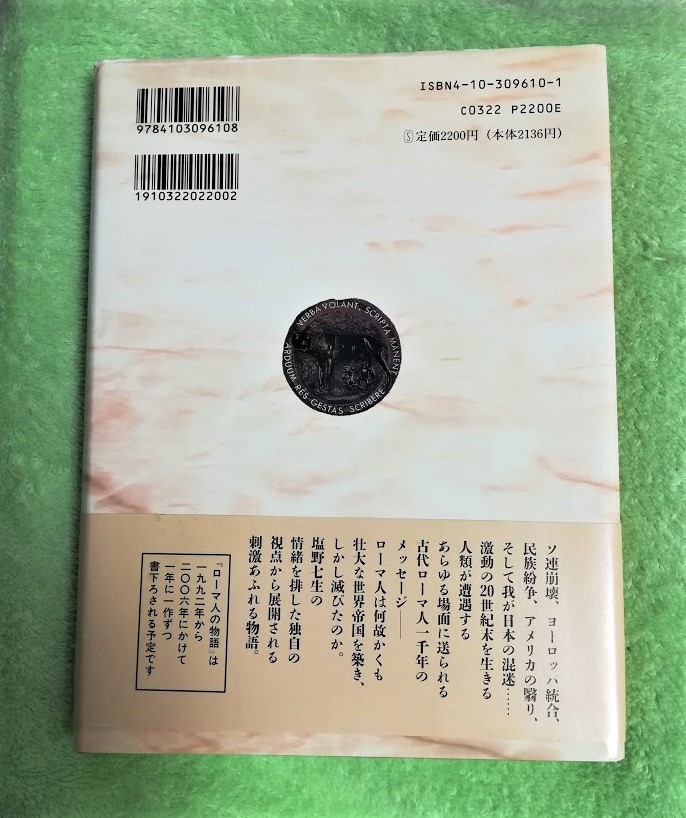 ISBN4-10-309610-1
C0322 P2200E
Ⓢ定価2200円（本体2136円）
9784103096108
1910322022002
VERBA VOLANT, SCRIPTA MANENT
ARDUUM RES GESTAS SCRIBERE
ソ連崩壊、ヨーロッパ統合、
民族紛争、アメリカの翳り、
そして我が日本の混迷……
激動の20世紀末を生きる
人類が遭遇する
あらゆる場面に送られる
古代ローマ人一千年の
メッセージ——
ローマ人は何故かくも
壮大な世界帝国を築き、
しかし滅びたのか。
塩野七生の
情緒を排した独自の
視点から展開される
刺激あふれる物語。
『ローマ人の物語』は
一九九二年から
二〇〇六年にかけて
一年に一作ずつ
書下ろされる予定です